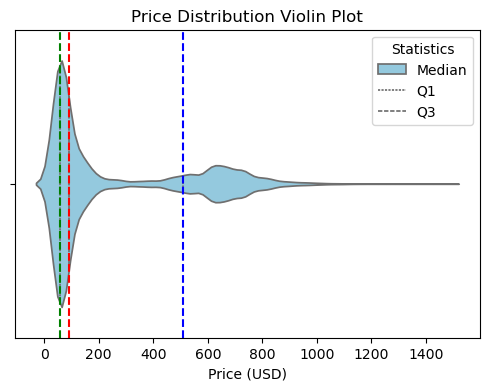 Price Distribution Violin Plot
Statistics
Median
Q1
Q3
0 200 400 600 800 1000 1200 1400
Price (USD)